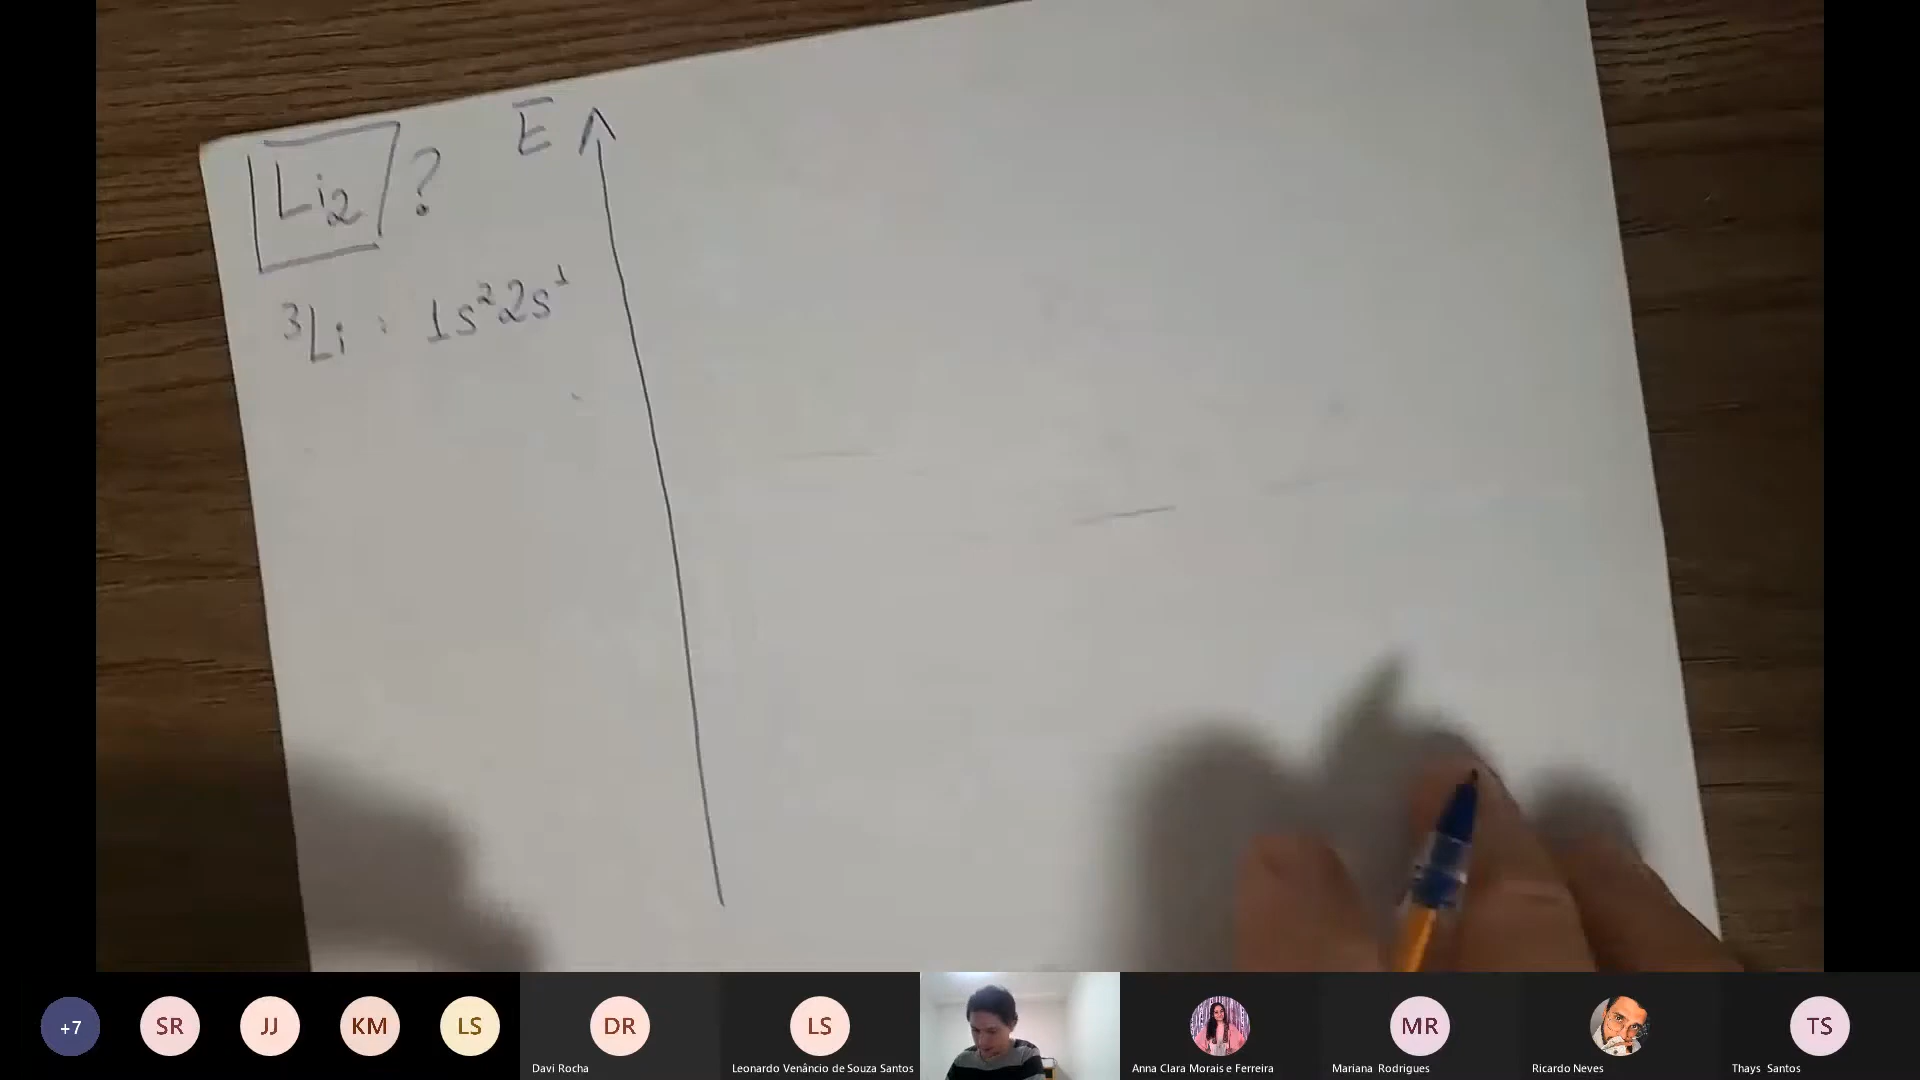 Li₂ ?
E
³Li : 1s² 2s¹
+7
SR
JJ
KM
LS
DR
LS
MR
TS
Davi Rocha
Leonardo Venâncio de Souza Santos
Anna Clara Morais e Ferreira
Mariana Rodrigues
Ricardo Neves
Thays Santos